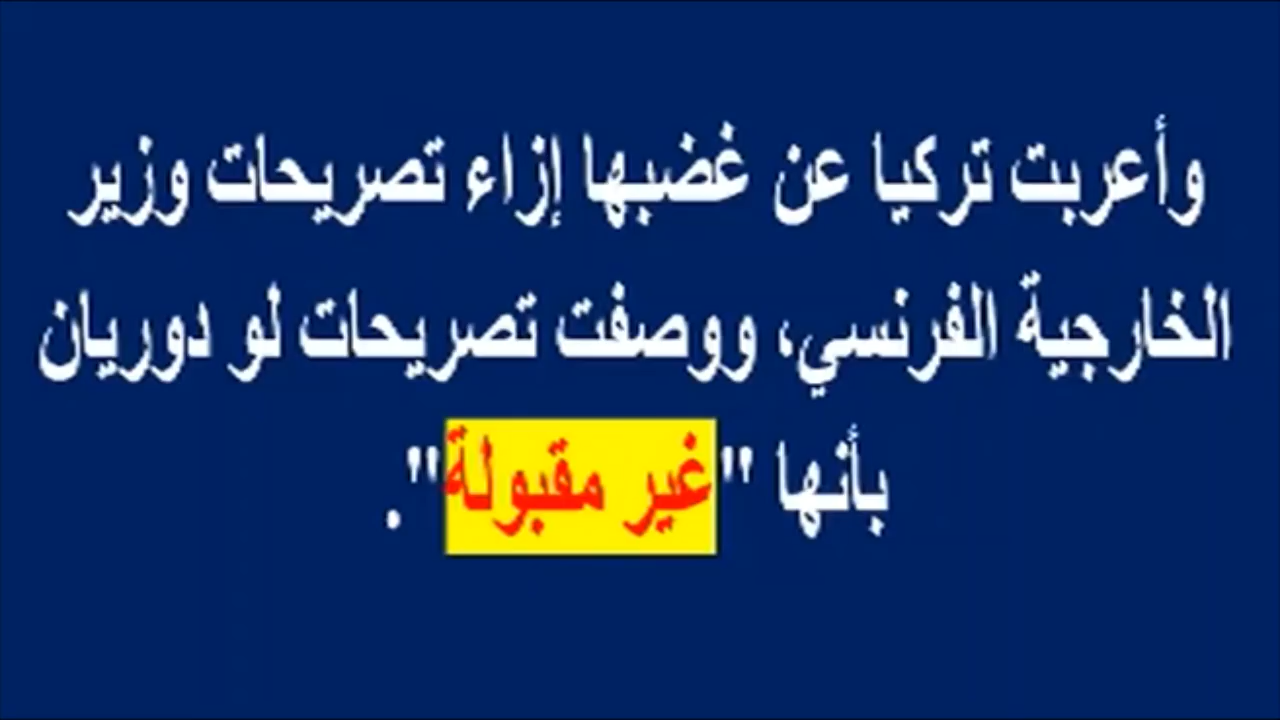 وأعربت تركيا عن غضبها إزاء تصريحات وزير
الخارجية الفرنسي، ووصفت تصريحات لو دوريان
بأنها "غير مقبولة".